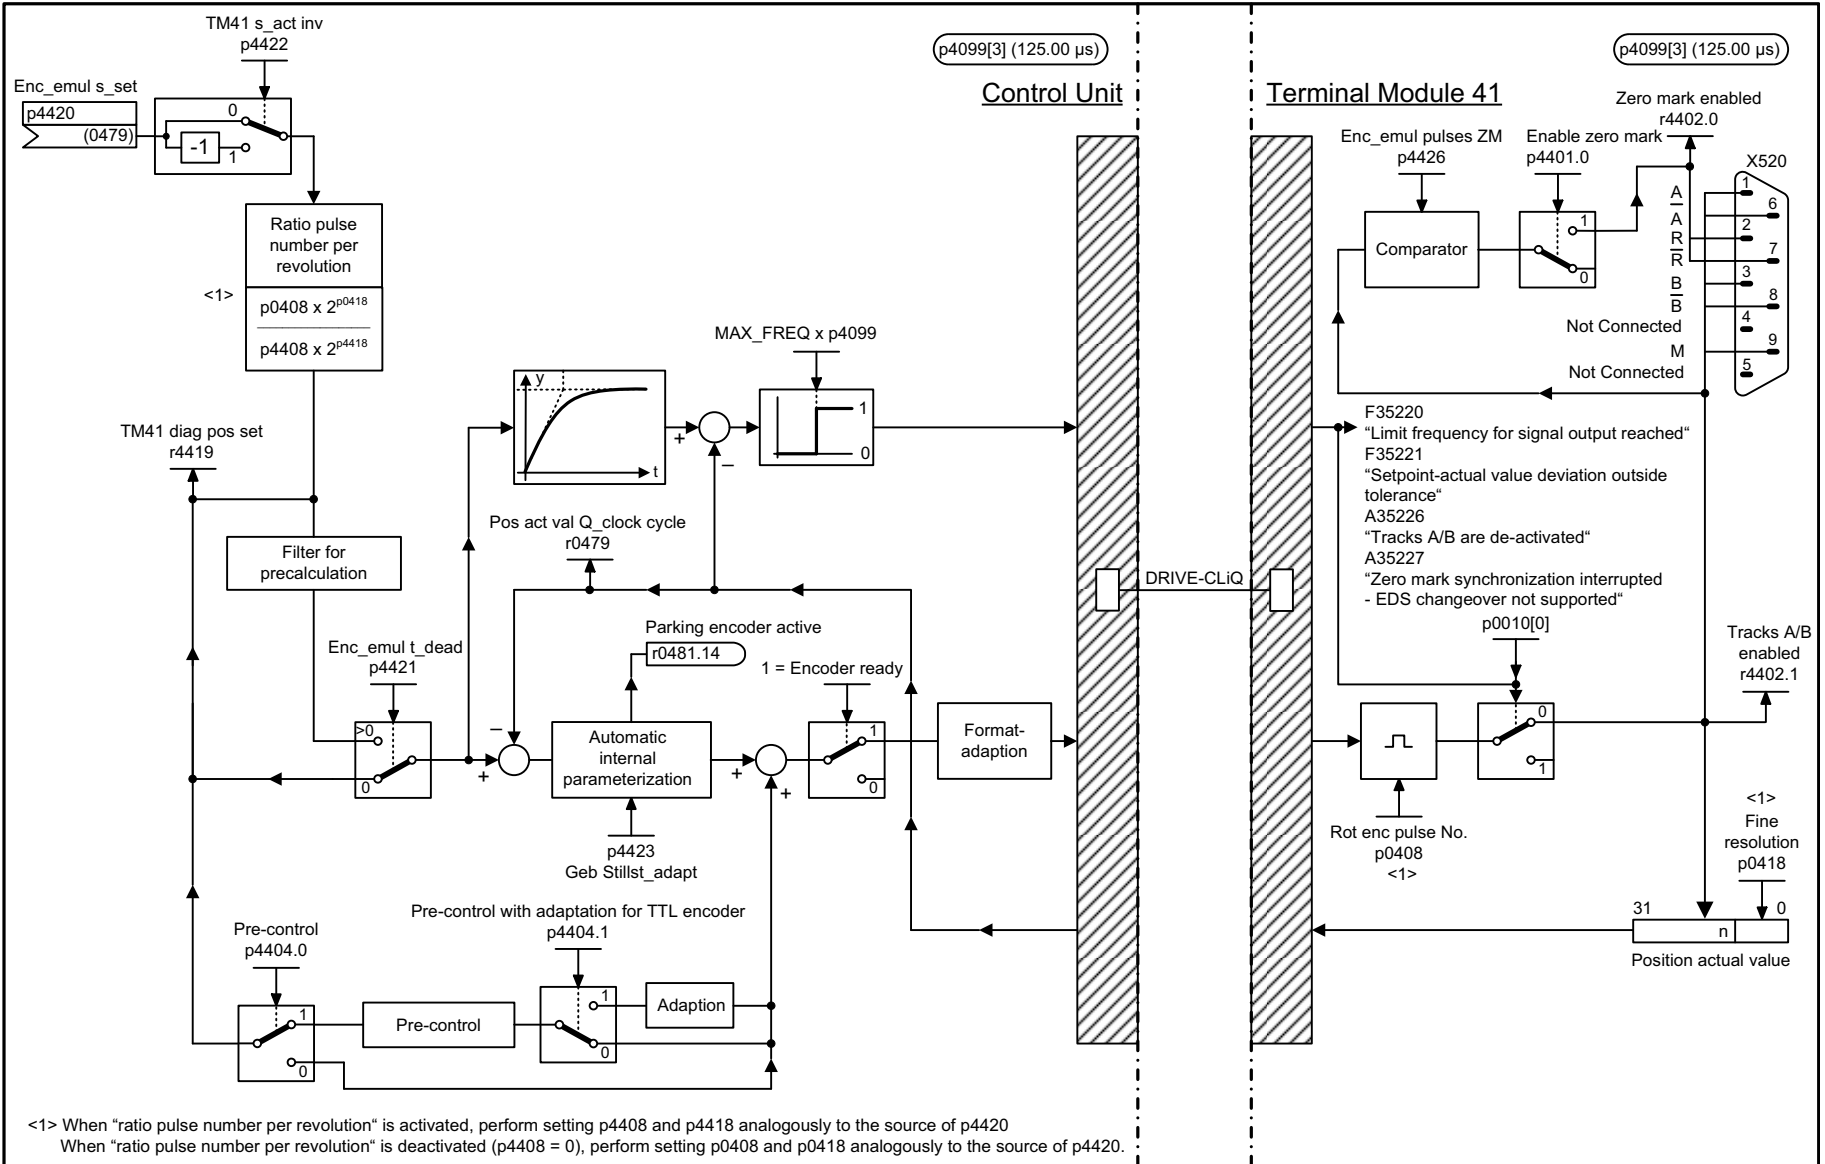 TM41 s_act inv
p4422
Enc_emul s_set
p4420
(0479)
0
-1
1
Ratio pulse
number per
revolution
<1>
p0408 x 2^p0418
p4408 x 2^p4418
TM41 diag pos set
r4419
Filter for
precalculation
Enc_emul t_dead
p4421
>0
0
Pre-control
p4404.0
1
0
Pre-control
Pre-control with adaptation for TTL encoder
p4404.1
1
0
Adaption
y
t
+
–
MAX_FREQ x p4099
1
0
Pos act val Q_clock cycle
r0479
Parking encoder active
r0481.14
–
+
Automatic
internal
parameterization
p4423
Geb Stillst_adapt
+
+
1 = Encoder ready
1
0
Format-
adaption
p4099[3] (125.00 µs)
Control Unit
DRIVE-CLiQ
p4099[3] (125.00 µs)
Terminal Module 41
Zero mark enabled
r4402.0
Enc_emul pulses ZM
p4426
Enable zero mark
p4401.0
Comparator
1
0
X520
A
A
R
R
B
B
Not Connected
M
Not Connected
1
6
2
7
3
8
4
9
5
F35220
“Limit frequency for signal output reached“
F35221
“Setpoint-actual value deviation outside
tolerance“
A35226
“Tracks A/B are de-activated“
A35227
“Zero mark synchronization interrupted
- EDS changeover not supported“
p0010[0]
0
1
Tracks A/B
enabled
r4402.1
Rot enc pulse No.
p0408
<1>
<1>
Fine
resolution
p0418
31
0
n
Position actual value
<1> When “ratio pulse number per revolution“ is activated, perform setting p4408 and p4418 analogously to the source of p4420
When “ratio pulse number per revolution“ is deactivated (p4408 = 0), perform setting p0408 and p0418 analogously to the source of p4420.